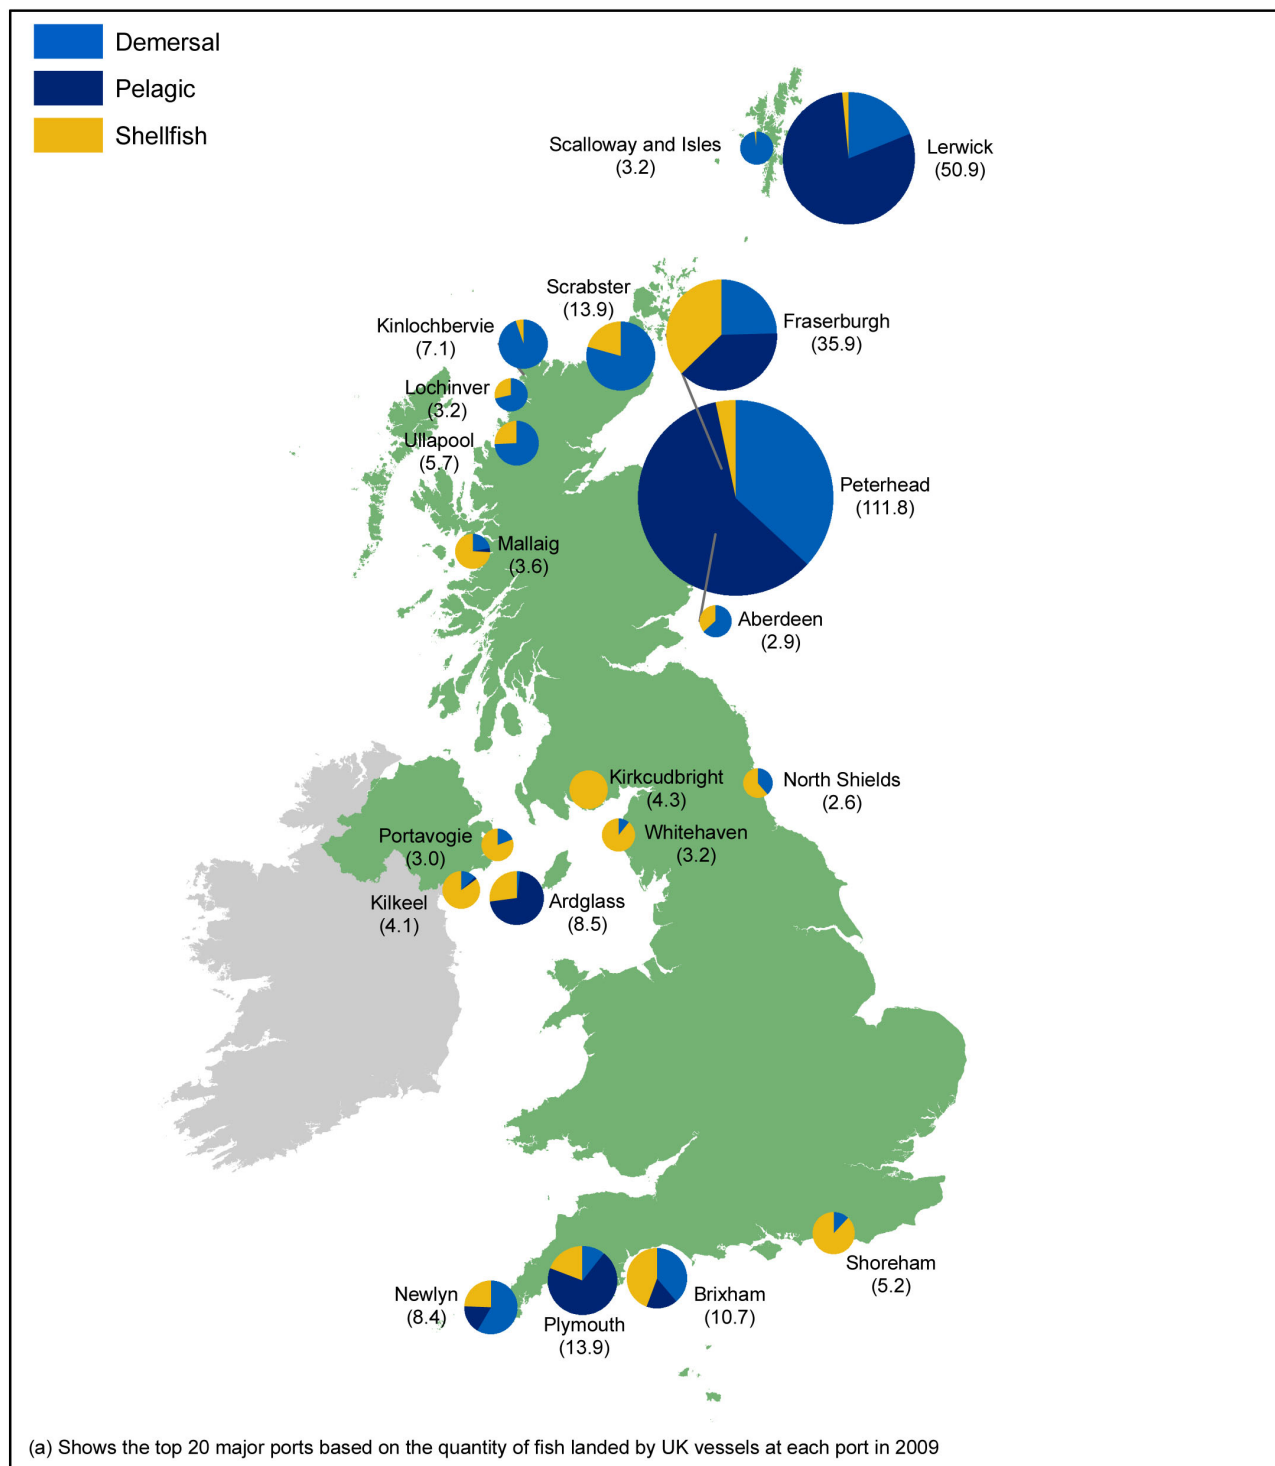 Demersal
Pelagic
Shellfish
Scalloway and Isles
(3.2)
Lerwick
(50.9)
Scrabster
(13.9)
Kinlochbervie
(7.1)
Fraserburgh
(35.9)
Lochinver
(3.2)
Ullapool
(5.7)
Peterhead
(111.8)
Mallaig
(3.6)
Aberdeen
(2.9)
Kirkcudbright
(4.3)
North Shields
(2.6)
Portavogie
(3.0)
Whitehaven
(3.2)
Kilkeel
(4.1)
Ardglass
(8.5)
Shoreham
(5.2)
Newlyn
(8.4)
Plymouth
(13.9)
Brixham
(10.7)
(a) Shows the top 20 major ports based on the quantity of fish landed by UK vessels at each port in 2009